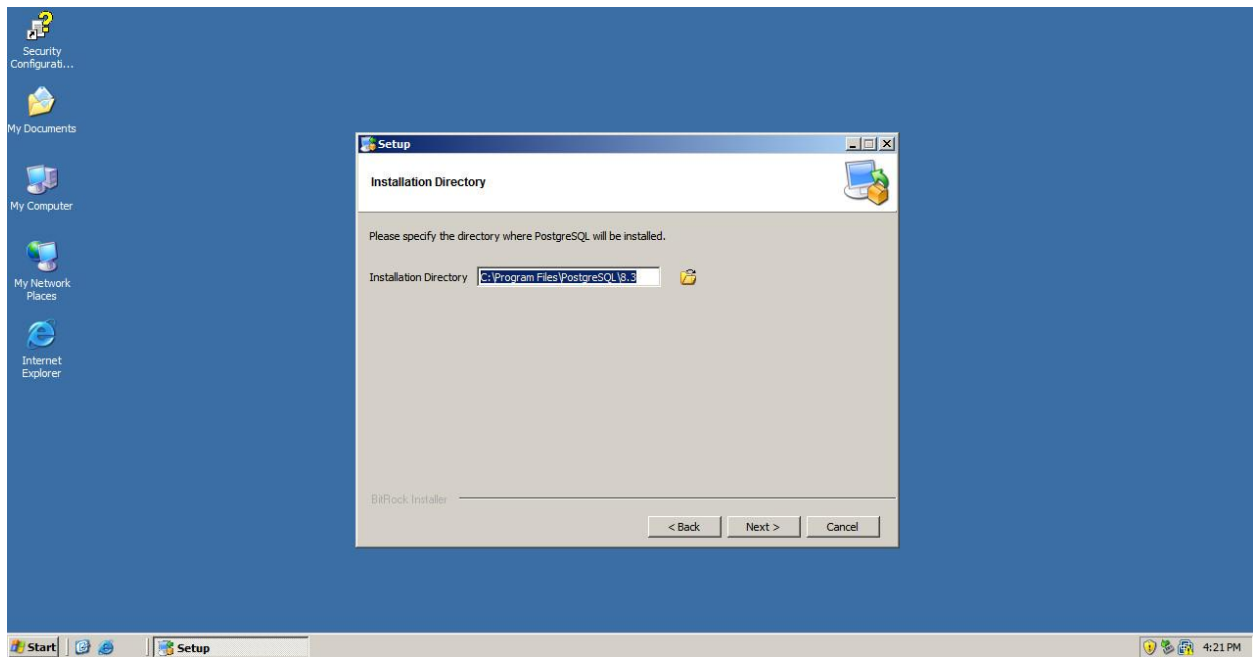 Security
Configurati...
My Documents
My Computer
My Network
Places
Internet
Explorer
Setup
Installation Directory
Please specify the directory where PostgreSQL will be installed.
Installation Directory C:\Program Files\PostgreSQL\8.3
BitRock Installer
< Back Next > Cancel
Start Setup 4:21 PM